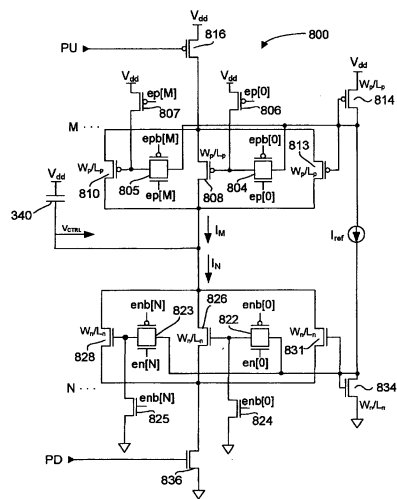 V_dd
800
PU
816
V_dd
V_dd
V_dd
ep[M]
807
ep[0]
806
W_p/L_p
814
M ···
epb[M]
epb[0]
813
W_p/L_p
W_p/L_p
W_p/L_p
810
805
808
804
ep[M]
ep[0]
V_dd
340
V_CTRL
I_M
I_ref
I_N
enb[N]
826
enb[0]
823
822
W_n/L_n
W_n/L_n
W_n/L_n
828
en[N]
en[0]
831
N ···
enb[N]
825
enb[0]
824
834
W_n/L_n
PD
836